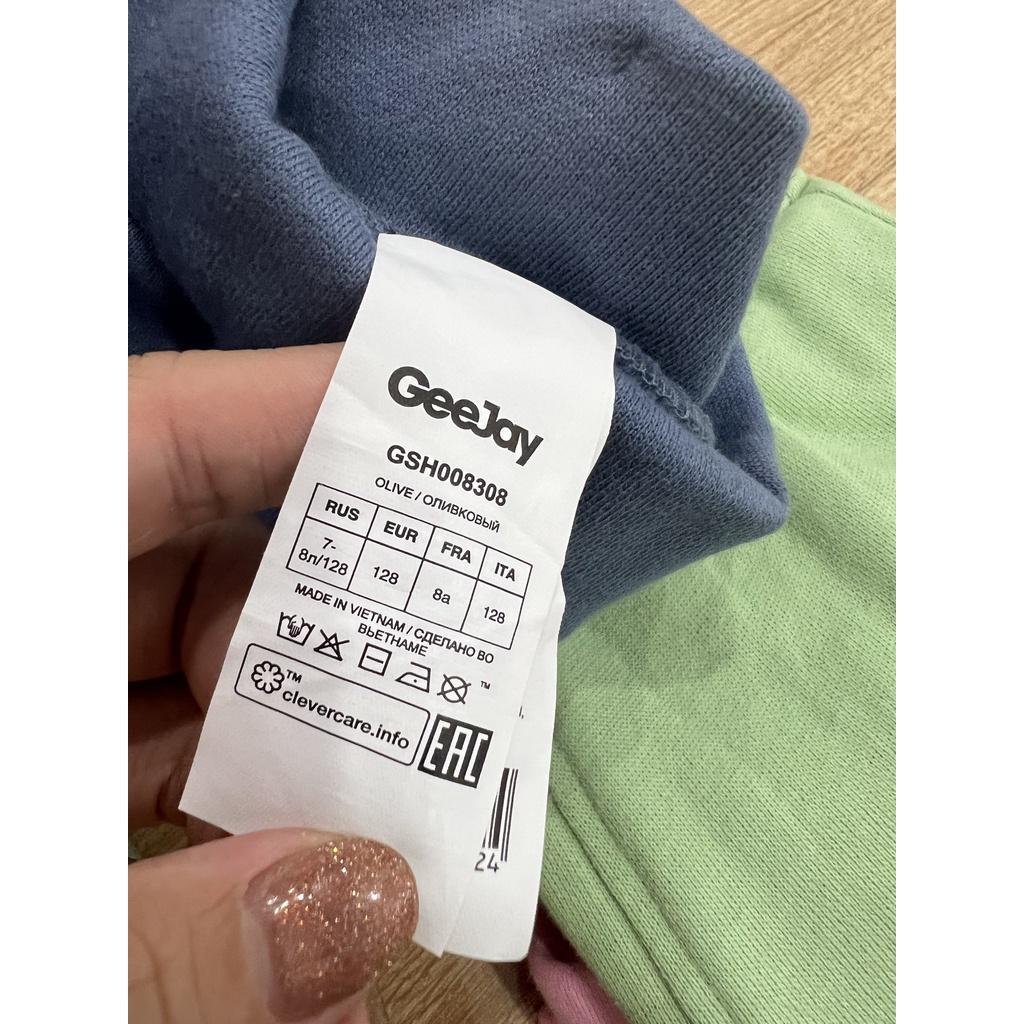 GeeJay
GSH008308
OLIVE / ОЛИВКОВЫЙ
RUS EUR FRA ITA
7-
8л/128 128 8a 128
MADE IN VIETNAM / СДЕЛАНО ВО
ВЬЕТНАМЕ
™
™
clevercare.info
EAC
24